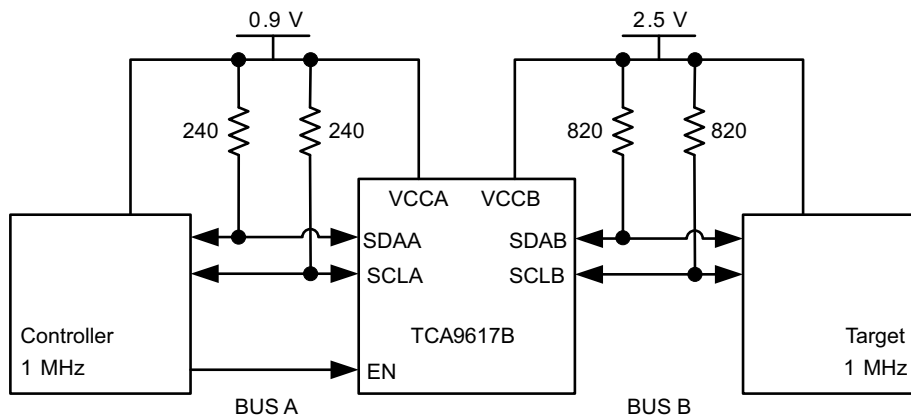 0.9 V
2.5 V
240
240
820
820
VCCA
VCCB
SDAA
SDAB
SCLA
SCLB
Controller
1 MHz
TCA9617B
Target
1 MHz
EN
BUS A
BUS B